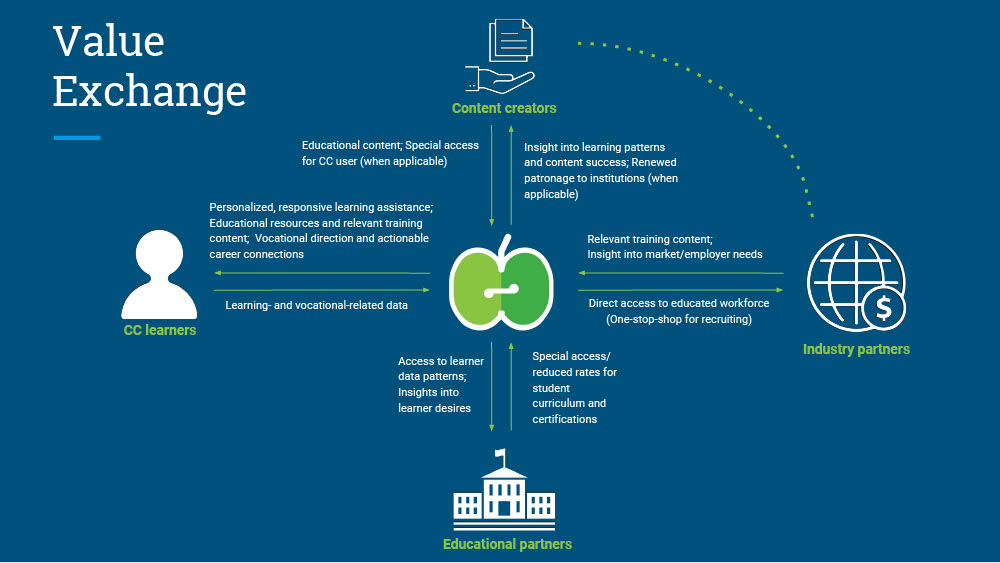 Value
Exchange
Content creators
Educational content; Special access
for CC user (when applicable)
Insight into learning patterns
and content success; Renewed
patronage to institutions (when
applicable)
Personalized, responsive learning assistance;
Educational resources and relevant training
content; Vocational direction and actionable
career connections
Learning- and vocational-related data
CC learners
Relevant training content;
Insight into market/employer needs
Direct access to educated workforce
(One-stop-shop for recruiting)
$
Industry partners
Access to learner
data patterns;
Insights into
learner desires
Special access/
reduced rates for
student
curriculum and
certifications
Educational partners